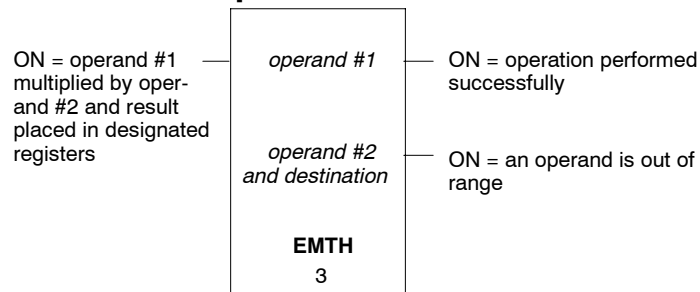 ON = operand #1
multiplied by oper-
and #2 and result
placed in designated
registers
operand #1
operand #2
and destination
EMTH
3
ON = operation performed
successfully
ON = an operand is out of
range